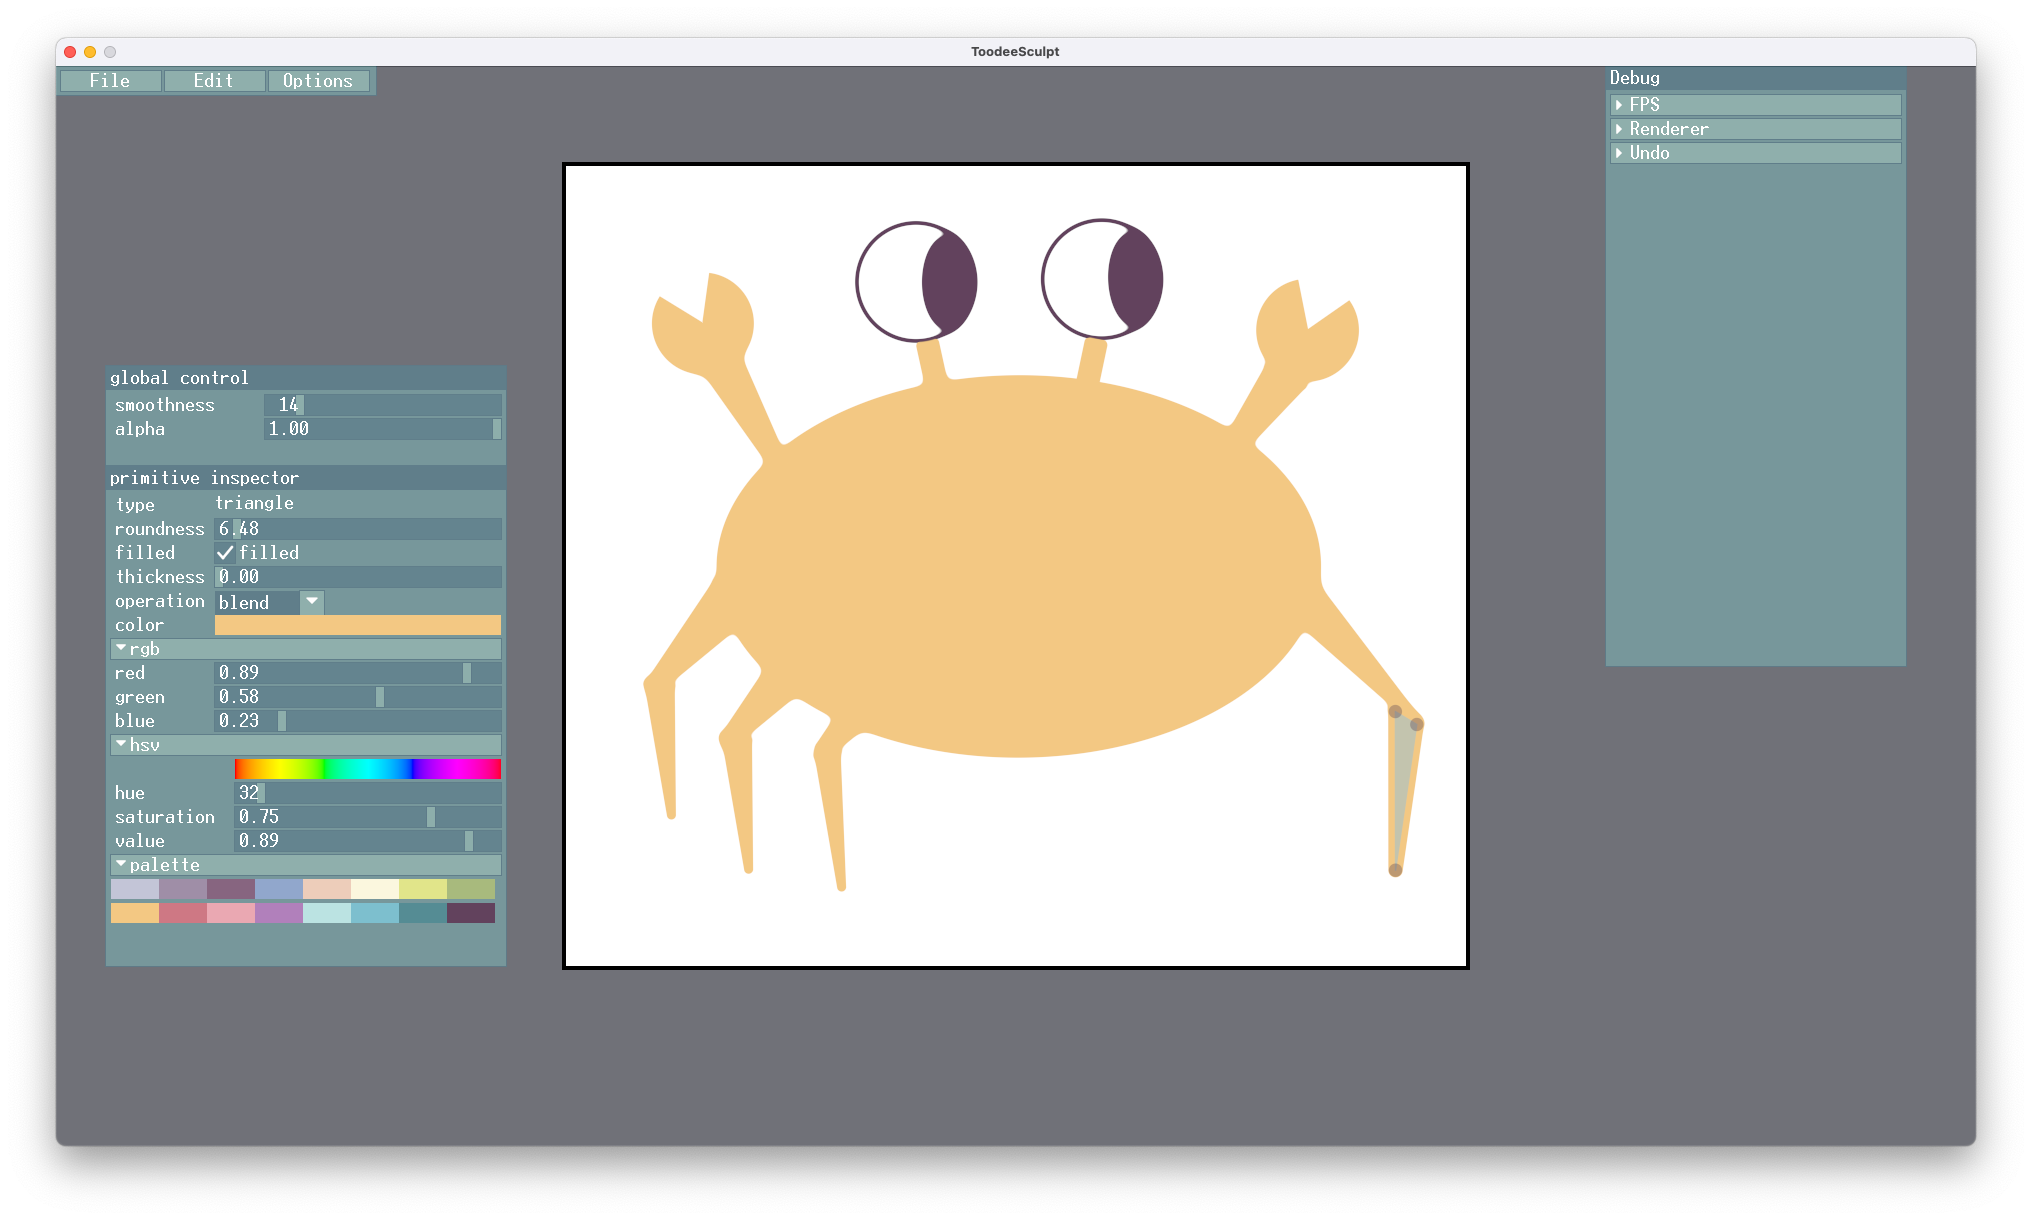 ToodeeSculpt
File Edit Options
Debug
FPS
Renderer
Undo
global control
smoothness 14
alpha 1.00
primitive inspector
type triangle
roundness 6.48
filled filled
thickness 0.00
operation blend
color
rgb
red 0.89
green 0.58
blue 0.23
hsv
hue 32
saturation 0.75
value 0.89
palette